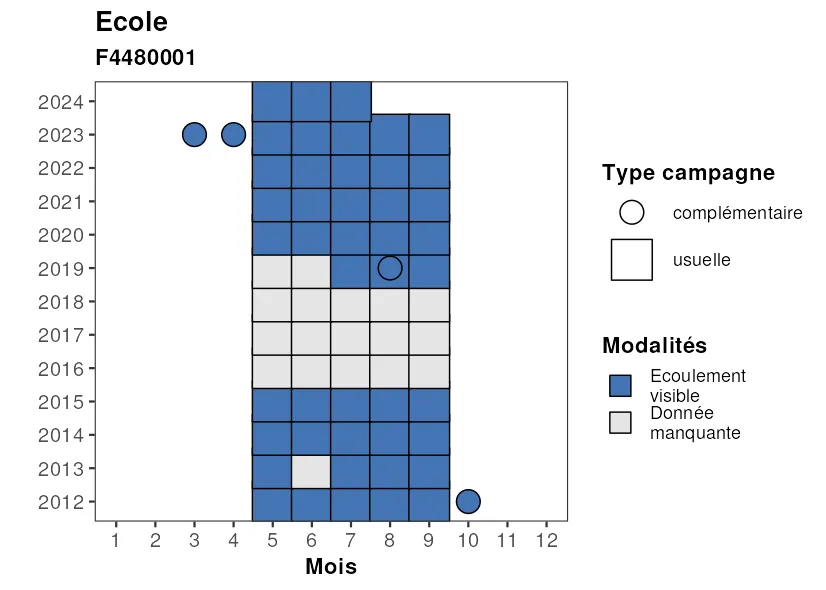 Ecole
F4480001
2024
2023
2022
2021
2020
2019
2018
2017
2016
2015
2014
2013
2012
1 2 3 4 5 6 7 8 9 10 11 12
Mois
Type campagne
complémentaire
usuelle
Modalités
Ecoulement
visible
Donnée
manquante